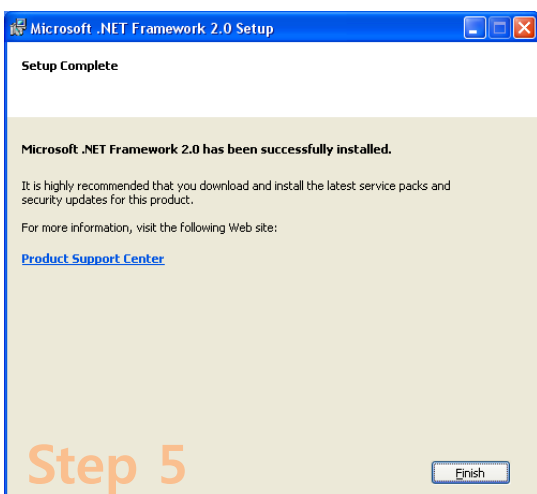 Microsoft .NET Framework 2.0 Setup
Setup Complete
Microsoft .NET Framework 2.0 has been successfully installed.
It is highly recommended that you download and install the latest service packs and
security updates for this product.
For more information, visit the following Web site:
Product Support Center
Step 5
Finish